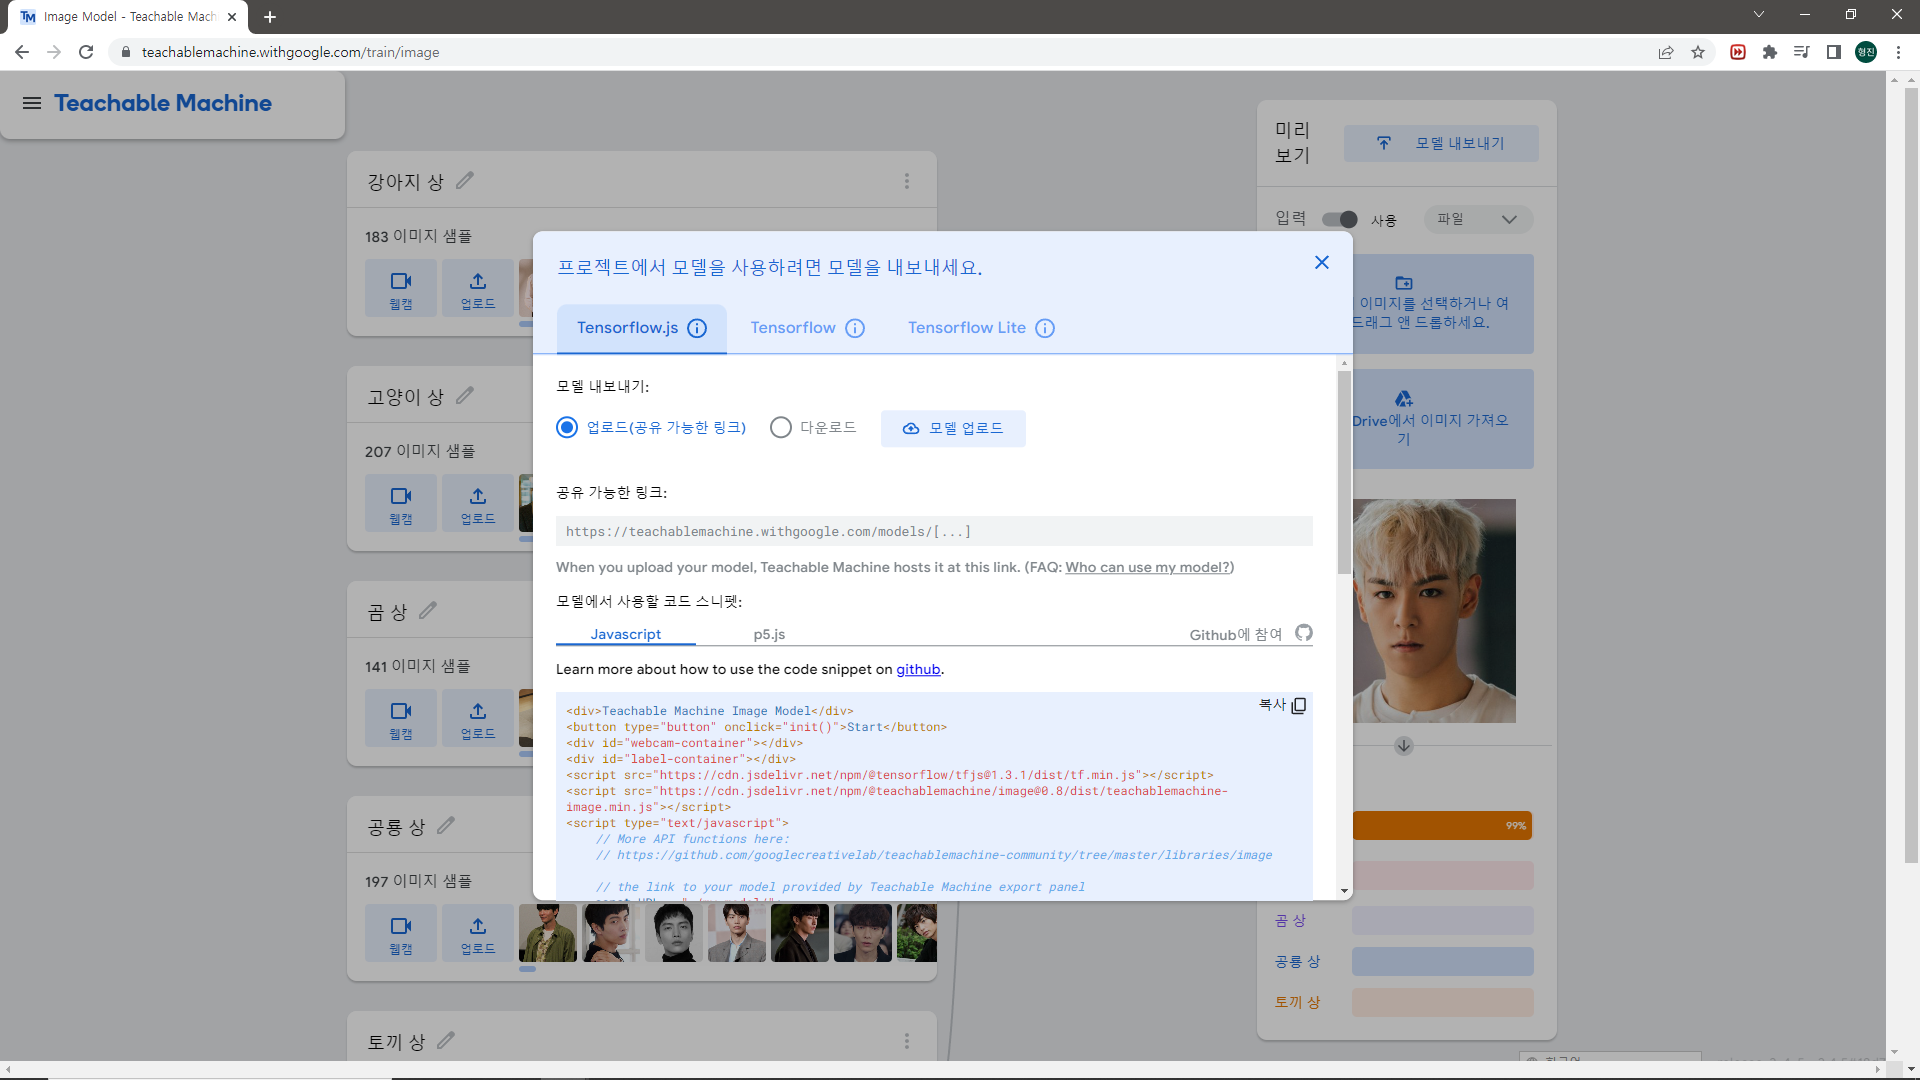 Image Model - Teachable Mach
teachablemachine.withgoogle.com/train/image
형진
Teachable Machine
강아지 상
183 이미지 샘플
웹캠
업로드
고양이 상
207 이미지 샘플
웹캠
업로드
곰 상
141 이미지 샘플
웹캠
업로드
공룡 상
197 이미지 샘플
웹캠
업로드
토끼 상
프로젝트에서 모델을 사용하려면 모델을 내보내세요.
Tensorflow.js
Tensorflow
Tensorflow Lite
모델 내보내기:
업로드(공유 가능한 링크)
다운로드
모델 업로드
공유 가능한 링크:
https://teachablemachine.withgoogle.com/models/[...]
When you upload your model, Teachable Machine hosts it at this link. (FAQ: Who can use my model?)
모델에서 사용할 코드 스니펫:
Javascript
p5.js
Github에 참여
Learn more about how to use the code snippet on github.
복사
<div>Teachable Machine Image Model</div>
<button type="button" onclick="init()">Start</button>
<div id="webcam-container"></div>
<div id="label-container"></div>
<script src="https://cdn.jsdelivr.net/npm/@tensorflow/tfjs@1.3.1/dist/tf.min.js"></script>
<script src="https://cdn.jsdelivr.net/npm/@teachablemachine/image@0.8/dist/teachablemachine-
image.min.js"></script>
<script type="text/javascript">
// More API functions here:
// https://github.com/googlecreativelab/teachablemachine-community/tree/master/libraries/image
// the link to your model provided by Teachable Machine export panel
미리
보기
모델 내보내기
입력
사용
파일
이미지를 선택하거나 여
드래그 앤 드롭하세요.
Drive에서 이미지 가져오
기
99%
곰 상
공룡 상
토끼 상